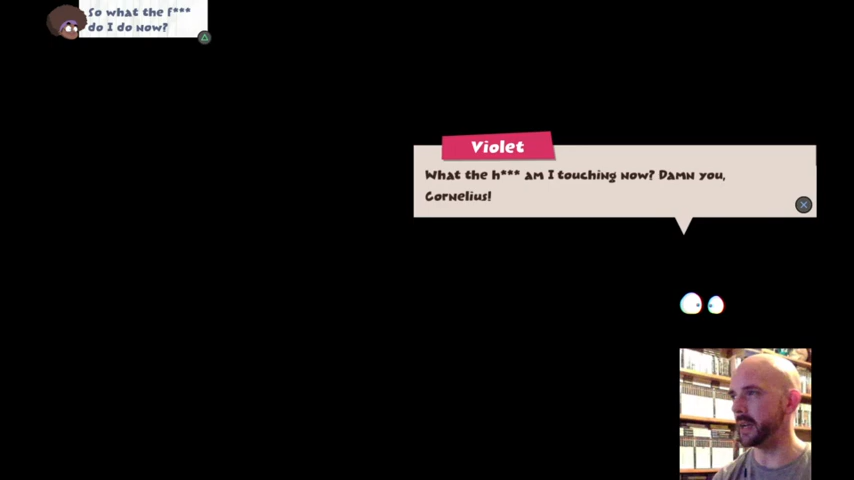 So what the f***
do I do now?
Violet
What the h*** am I touching now? Damn you,
Cornelius!